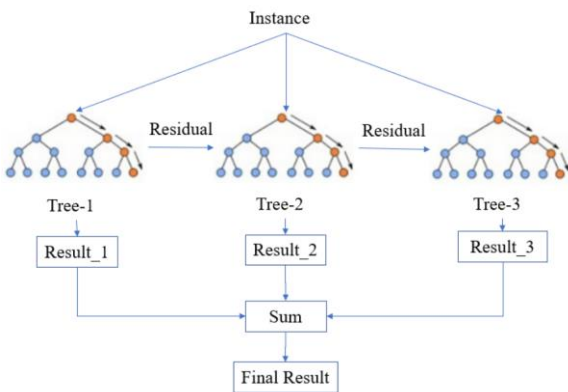 Instance
Residual
Residual
Tree-1
Tree-2
Tree-3
Result_1
Result_2
Result_3
Sum
Final Result